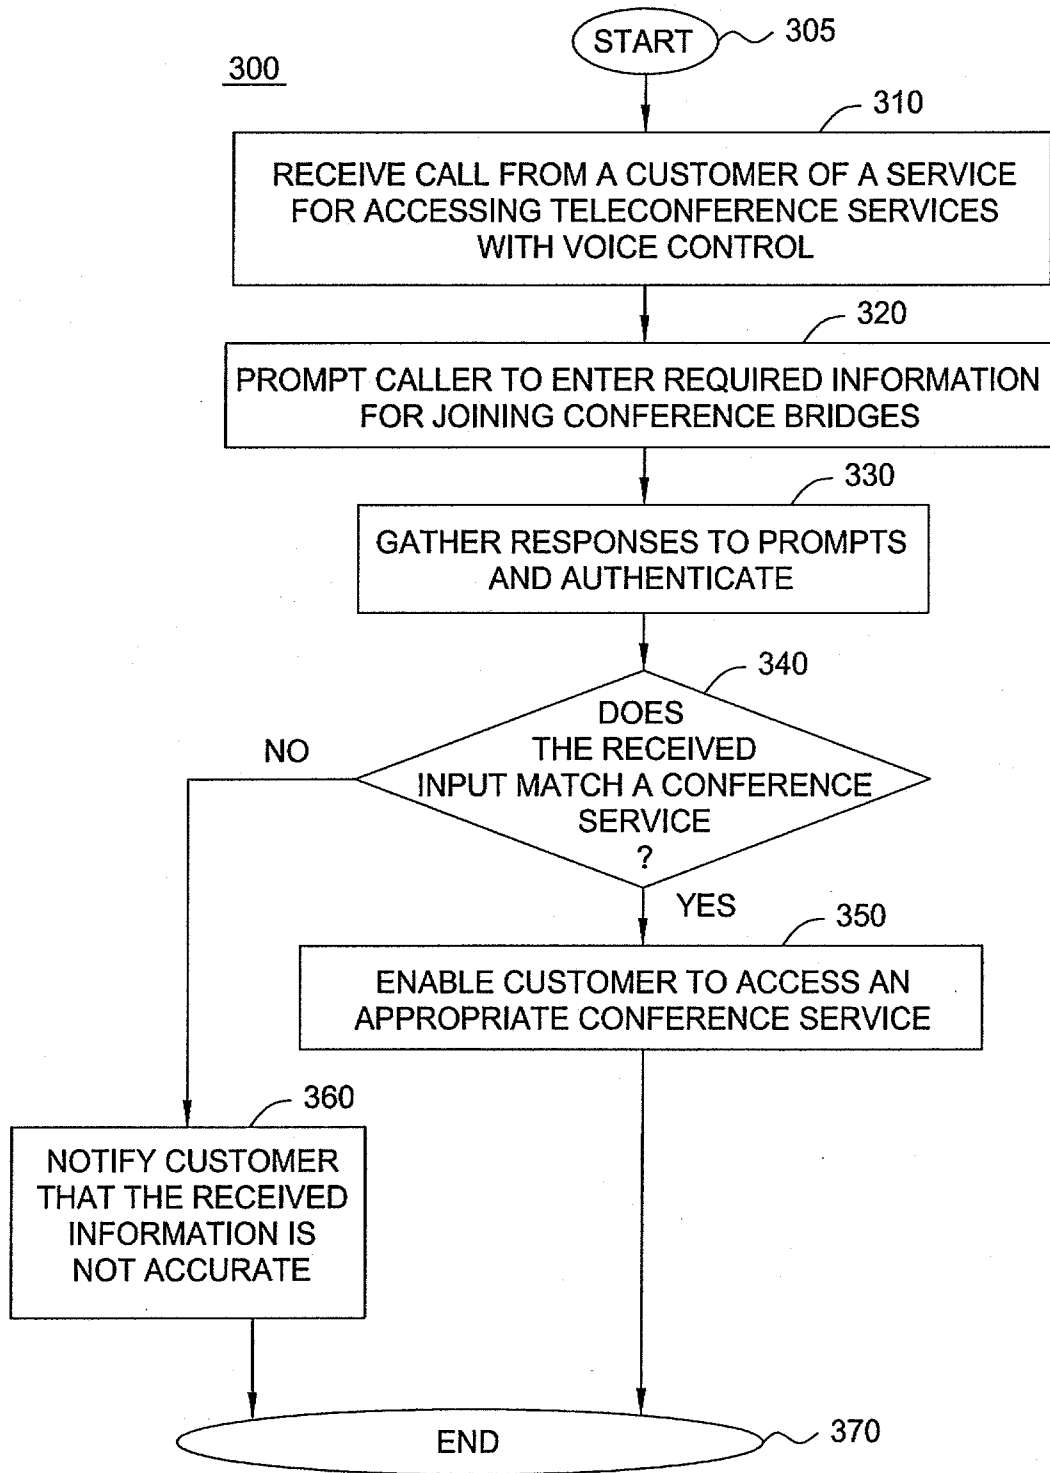 START
305
300
310
RECEIVE CALL FROM A CUSTOMER OF A SERVICE
FOR ACCESSING TELECONFERENCE SERVICES
WITH VOICE CONTROL
320
PROMPT CALLER TO ENTER REQUIRED INFORMATION
FOR JOINING CONFERENCE BRIDGES
330
GATHER RESPONSES TO PROMPTS
AND AUTHENTICATE
340
DOES
THE RECEIVED
INPUT MATCH A CONFERENCE
SERVICE
?
NO
YES
350
ENABLE CUSTOMER TO ACCESS AN
APPROPRIATE CONFERENCE SERVICE
360
NOTIFY CUSTOMER
THAT THE RECEIVED
INFORMATION IS
NOT ACCURATE
END
370